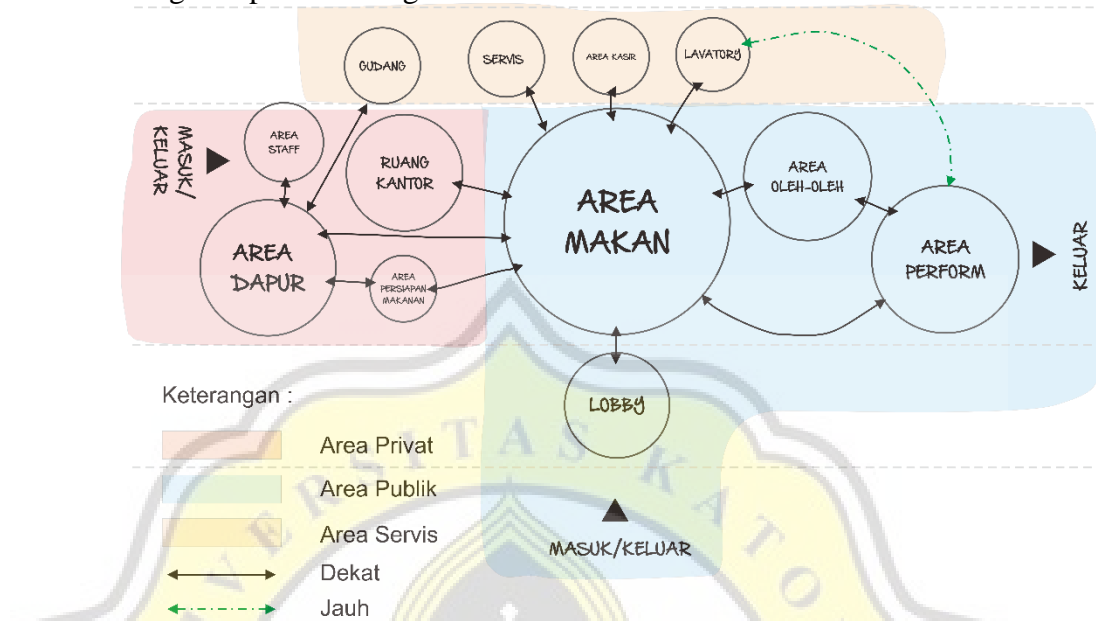 GUDANG
SERVIS
AREA KASIR
LAVATORY
MASUK/
KELUAR
AREA
STAFF
RUANG
KANTOR
AREA
MAKAN
AREA
OLEH-OLEH
AREA
PERFORM
KELUAR
AREA
DAPUR
AREA
PERSIAPAN
MAKANAN
LOBBY
MASUK/KELUAR
Keterangan :
Area Privat
Area Publik
Area Servis
Dekat
Jauh